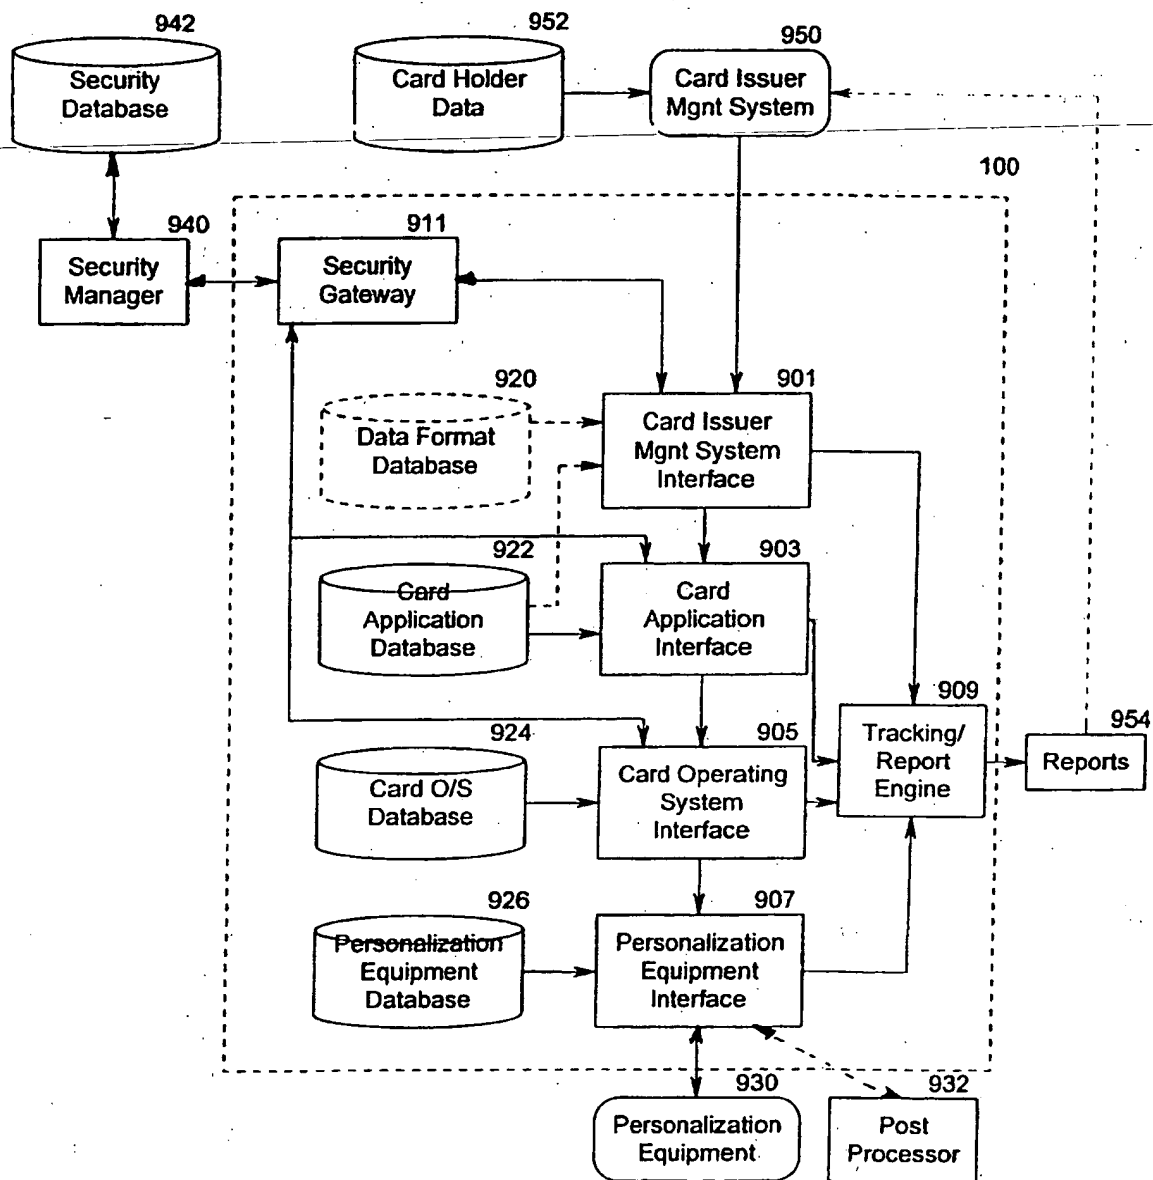 942
Security
Database
952
Card Holder
Data
950
Card Issuer
Mgnt System
100
940
Security
Manager
911
Security
Gateway
920
Data Format
Database
901
Card Issuer
Mgnt System
Interface
922
Card
Application
Database
903
Card
Application
Interface
924
Card O/S
Database
905
Card Operating
System
Interface
909
Tracking/
Report
Engine
954
Reports
926
Personalization
Equipment
Database
907
Personalization
Equipment
Interface
930
Personalization
Equipment
932
Post
Processor